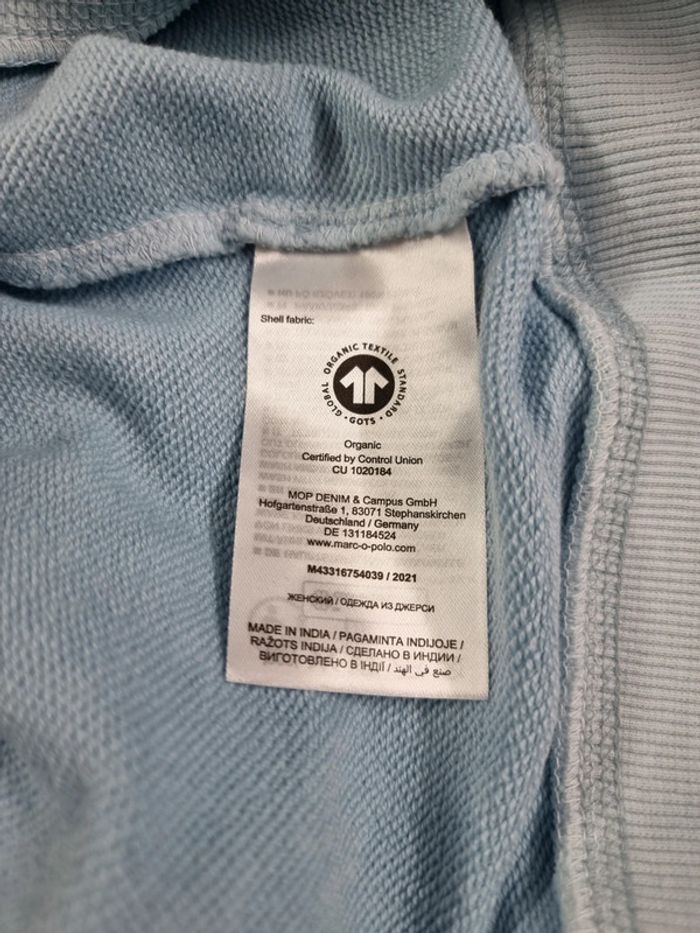 Shell fabric:
GLOBAL ORGANIC TEXTILE STANDARD
· GOTS ·
Organic
Certified by Control Union
CU 1020184
MOP DENIM & Campus GmbH
Hofgartenstraße 1, 83071 Stephanskirchen
Deutschland / Germany
DE 131184524
www.marc-o-polo.com
M43316754039 / 2021
ЖЕНСКИЙ / ОДЕЖДА ИЗ ДЖЕРСИ
MADE IN INDIA / PAGAMINTA INDIJOJE /
RAŽOTS INDIJA / СДЕЛАНО В ИНДИИ /
ВИГОТОВЛЕНО В ІНДІЇ / صنع في الهند